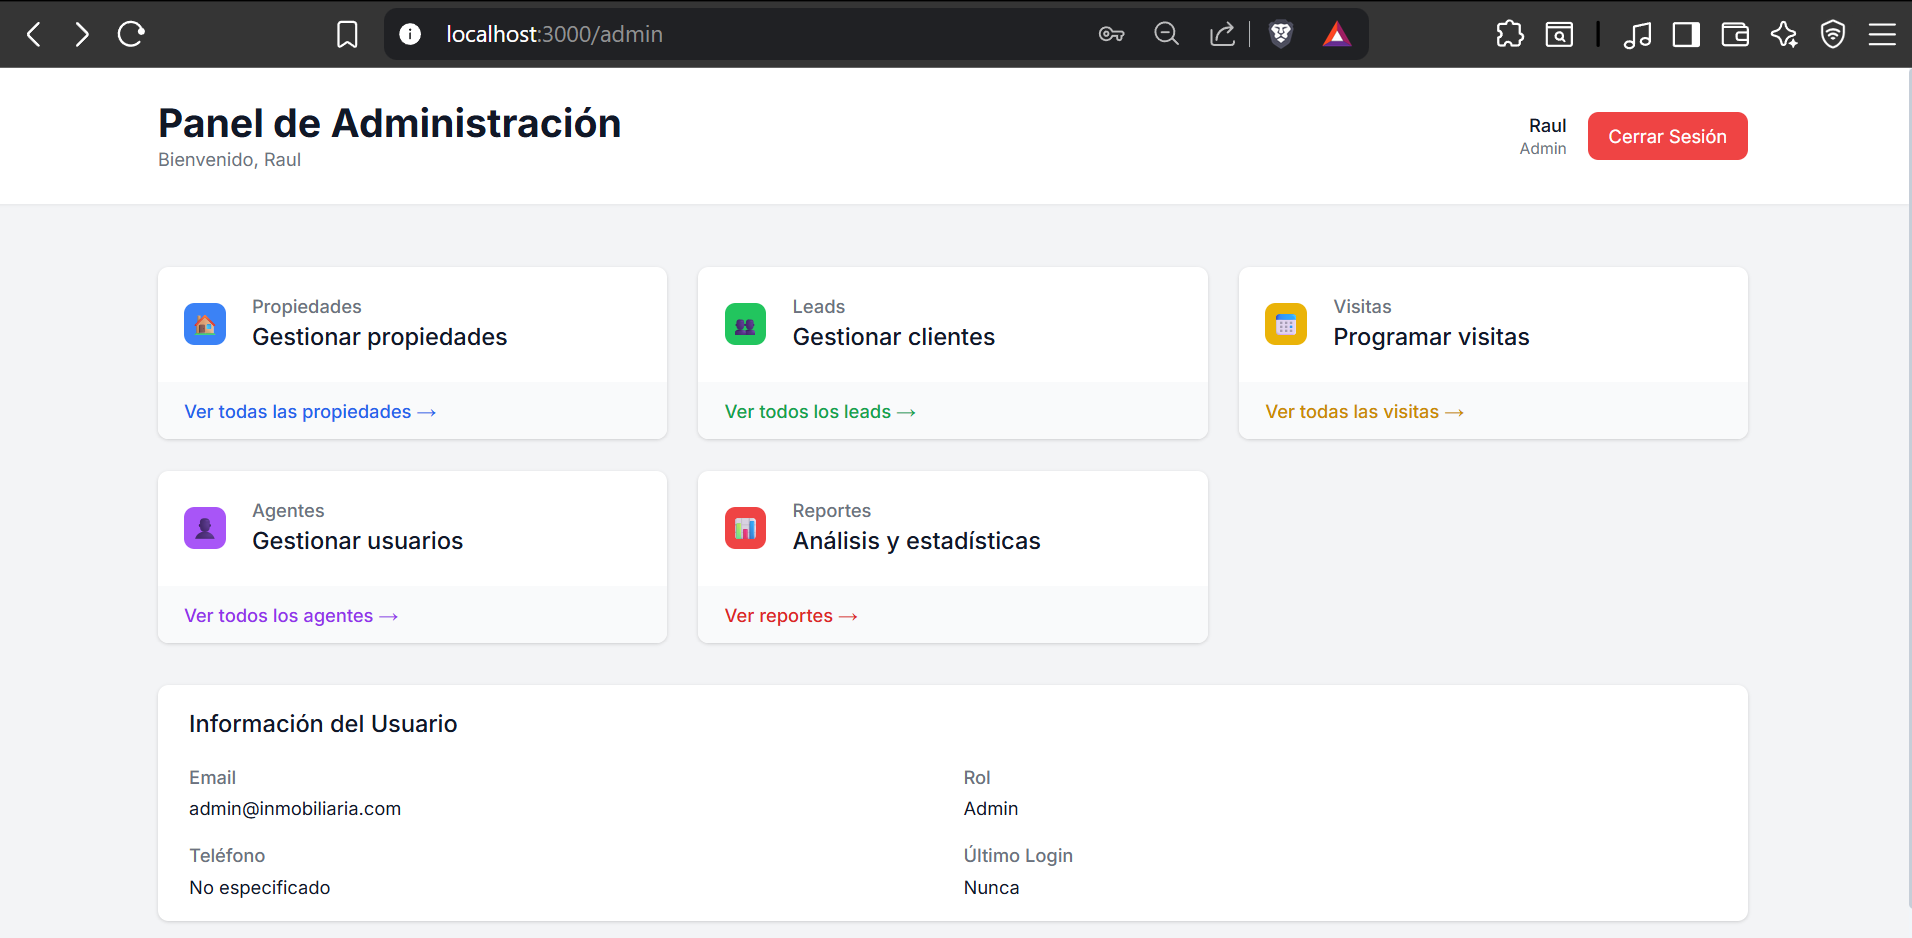 localhost:3000/admin
Panel de Administración
Bienvenido, Raul
Raul
Admin
Cerrar Sesión
Propiedades
Gestionar propiedades
Ver todas las propiedades →
Leads
Gestionar clientes
Ver todos los leads →
Visitas
Programar visitas
Ver todas las visitas →
Agentes
Gestionar usuarios
Ver todos los agentes →
Reportes
Análisis y estadísticas
Ver reportes →
Información del Usuario
Email
admin@inmobiliaria.com
Rol
Admin
Teléfono
No especificado
Último Login
Nunca